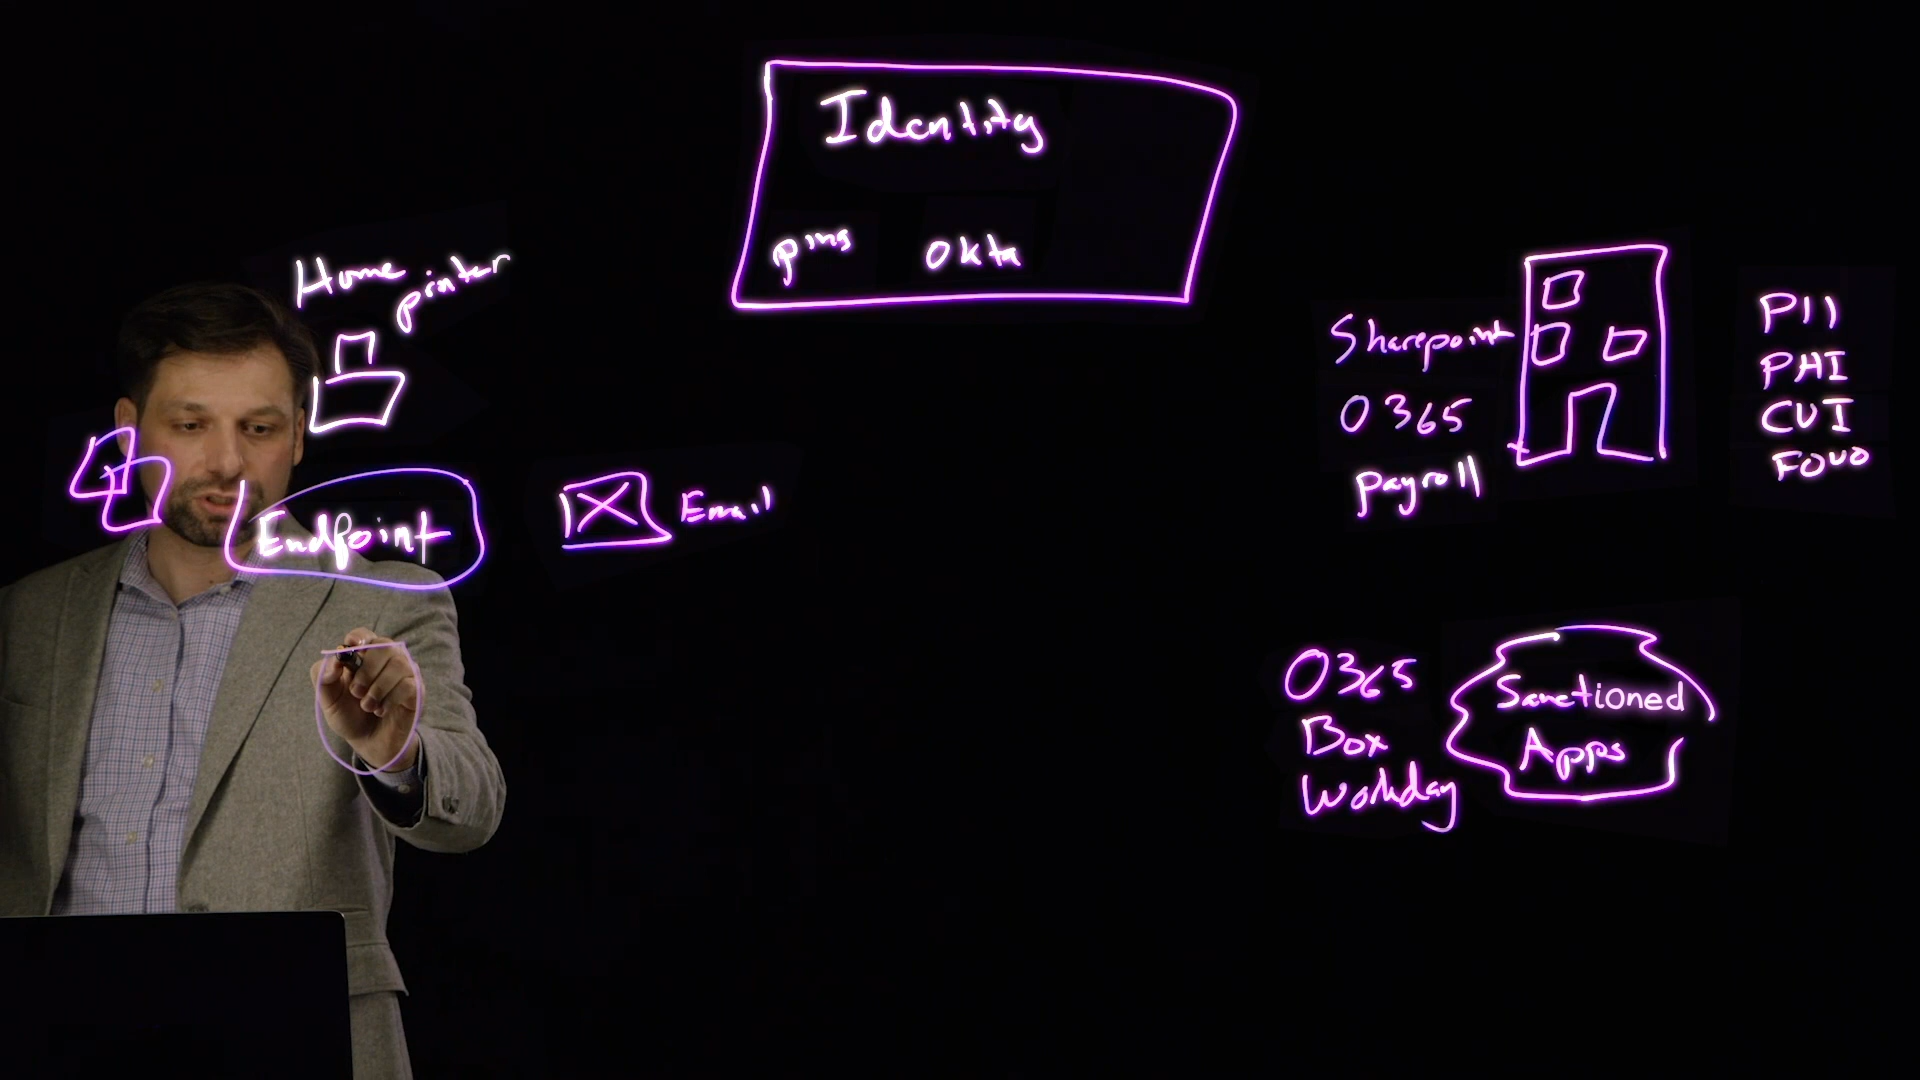 Identity
ping okta
Home
printer
Endpoint
Email
Sharepoint
O365
payroll
PII
PHI
CUI
FOUO
O365
Box
Workday
Sanctioned
Apps